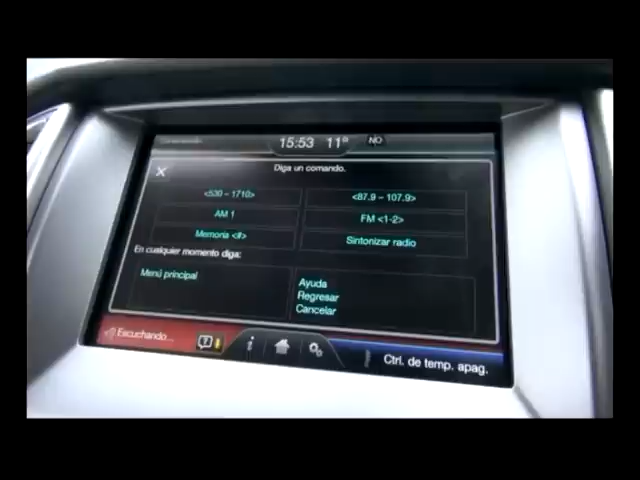 15:53 11° NO
Diga un comando.
<530 – 1710> <87.9 – 107.9>
AM 1 FM <1-2>
Memoria <#> Sintonizar radio
En cualquier momento diga:
Menú principal Ayuda
Regresar
Cancelar
Escuchando...
Ctrl. de temp. apag.